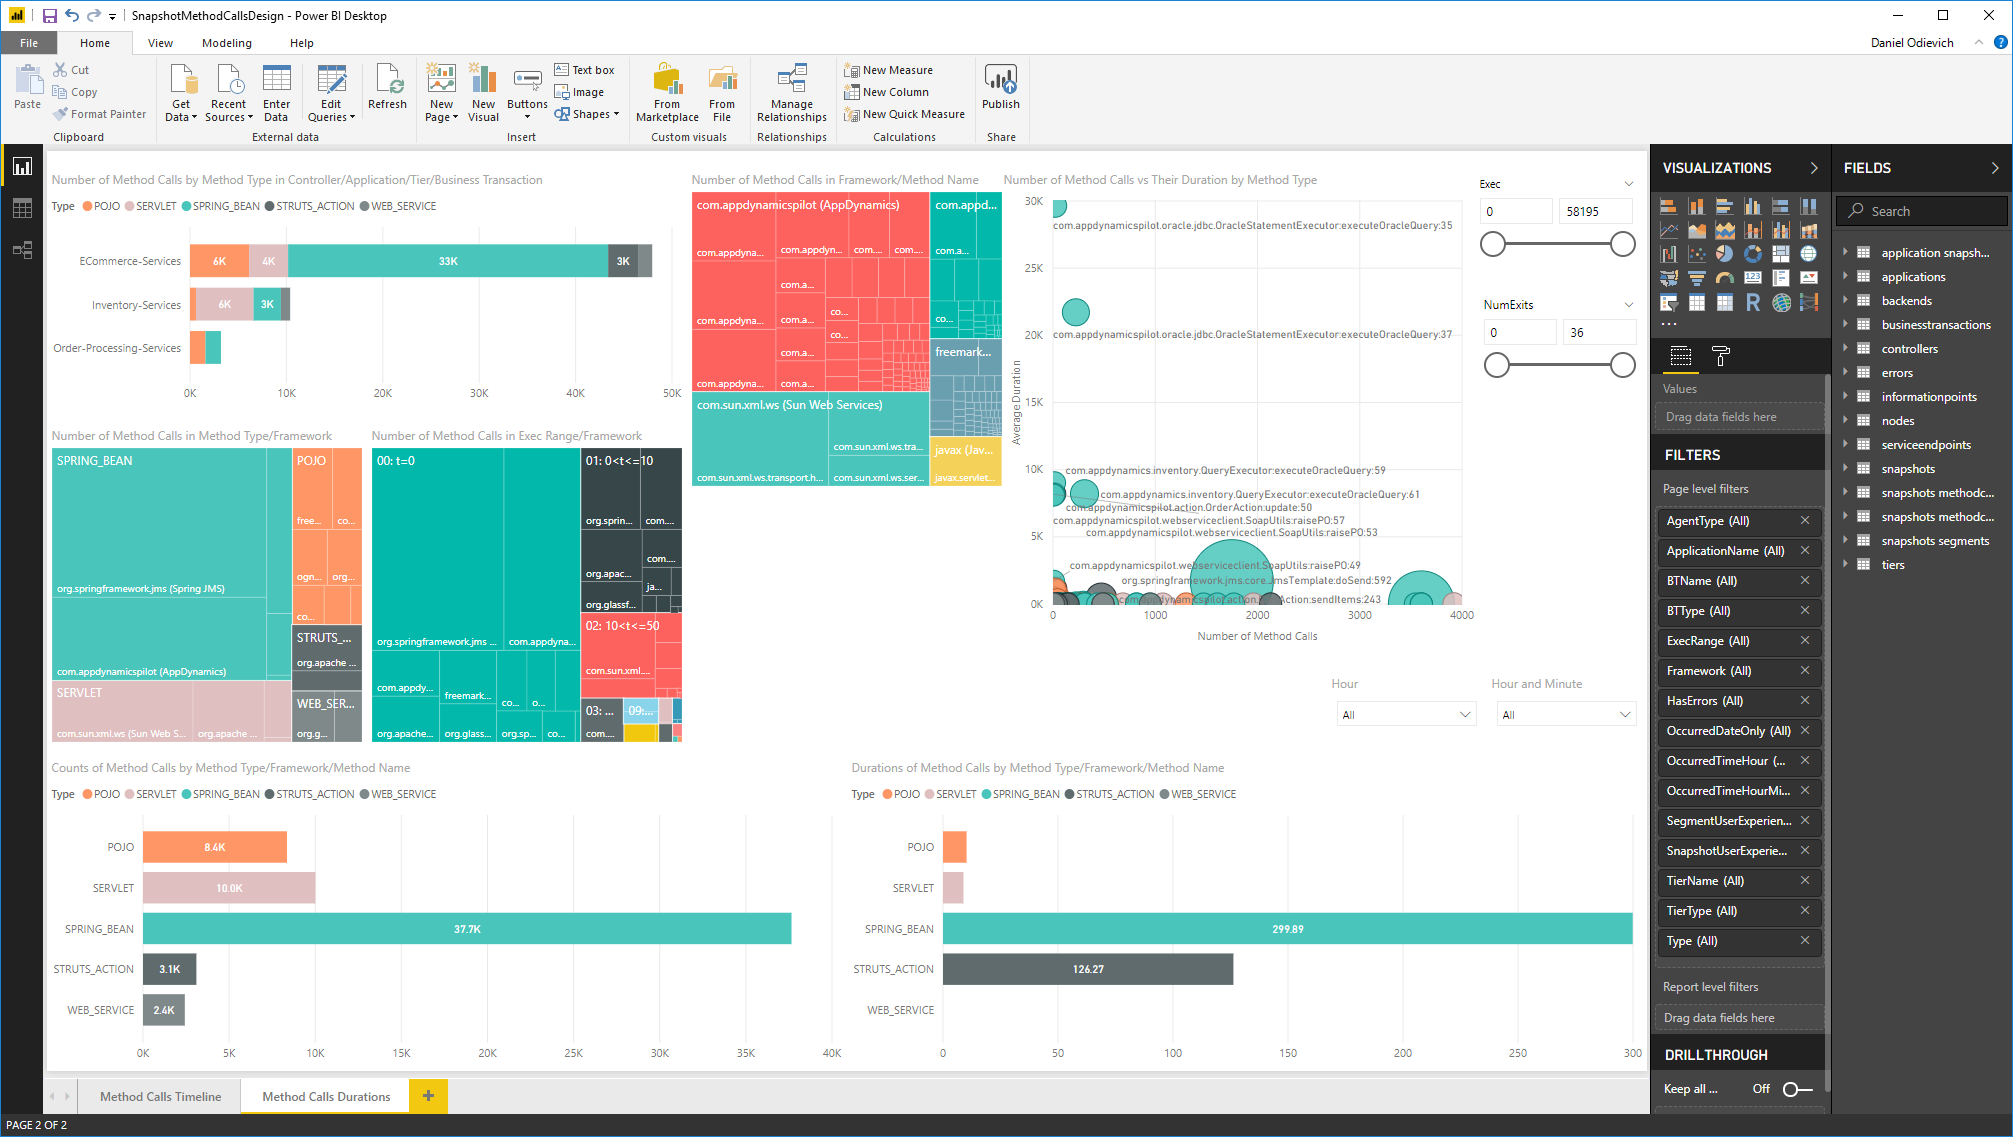 SnapshotMethodCallsDesign - Power BI Desktop
File Home View Modeling Help
Daniel Odievich
Paste
Cut
Copy
Format Painter
Clipboard
Get Data
Recent Sources
Enter Data
Edit Queries
Refresh
External data
New Page
New Visual
Buttons
Text box
Image
Shapes
Insert
From Marketplace
From File
Custom visuals
Manage Relationships
Relationships
New Measure
New Column
New Quick Measure
Calculations
Publish
Share
Number of Method Calls by Method Type in Controller/Application/Tier/Business Transaction
Type POJO SERVLET SPRING_BEAN STRUTS_ACTION WEB_SERVICE
ECommerce-Services 6K 4K 33K 3K
Inventory-Services 6K 3K
Order-Processing-Services
0K 10K 20K 30K 40K 50K
Number of Method Calls in Framework/Method Name
com.appdynamicspilot (AppDynamics)
com.appdyna...
com.appdyn...
com....
com....
com.appdyna...
com.a...
com.a...
co...
co...
com.appdyna...
com.a...
com.a...
com.appd...
com.a...
co...
freemark...
com.sun.xml.ws (Sun Web Services)
com.sun.xml.ws.transport.h...
com.sun.xml.ws.tra...
com.sun.xml.ws.ser...
javax (Jav...
javax.servlet...
Number of Method Calls vs Their Duration by Method Type
Average Duration
30K
25K
20K
15K
10K
5K
0K
com.appdynamicspilot.oracle.jdbc.OracleStatementExecutor:executeOracleQuery:35
com.appdynamicspilot.oracle.jdbc.OracleStatementExecutor:executeOracleQuery:37
com.appdynamics.inventory.QueryExecutor:executeOracleQuery:59
com.appdynamics.inventory.QueryExecutor:executeOracleQuery:61
com.appdynamicspilot.action.OrderAction:update:50
com.appdynamicspilot.webserviceclient.SoapUtils:raisePO:57
com.appdynamicspilot.webserviceclient.SoapUtils:raisePO:53
com.appdynamicspilot.webserviceclient.SoapUtils:raisePO:49
org.springframework.jms.core.JmsTemplate:doSend:592
com.appdynamicspilot.action. Action:sendItems:243
0 1000 2000 3000 4000
Number of Method Calls
Exec
0 58195
NumExits
0 36
Hour
All
Hour and Minute
All
Number of Method Calls in Method Type/Framework
SPRING_BEAN
org.springframework.jms (Spring JMS)
com.appdynamicspilot (AppDynamics)
SERVLET
com.sun.xml.ws (Sun Web S...
org.apache ...
POJO
free...
co...
ogn...
org...
co...
STRUTS_...
org.apache ...
WEB_SER...
org.g...
Number of Method Calls in Exec Range/Framework
00: t=0
org.springframework.jms ...
com.appdyna...
com.appdy...
freemark...
co...
o...
org.apache...
org.glass...
org.sp...
co...
01: 0<t<=10
org.sprin...
com....
org.apac...
com....
ja...
org.glassf...
02: 10<t<=50
com.sun.xml....
03: ...
com....
09:...
Counts of Method Calls by Method Type/Framework/Method Name
Type POJO SERVLET SPRING_BEAN STRUTS_ACTION WEB_SERVICE
POJO 8.4K
SERVLET 10.0K
SPRING_BEAN 37.7K
STRUTS_ACTION 3.1K
WEB_SERVICE 2.4K
0K 5K 10K 15K 20K 25K 30K 35K 40K
Durations of Method Calls by Method Type/Framework/Method Name
Type POJO SERVLET SPRING_BEAN STRUTS_ACTION WEB_SERVICE
POJO
SERVLET
SPRING_BEAN 299.89
STRUTS_ACTION 126.27
WEB_SERVICE
0 50 100 150 200 250 300
VISUALIZATIONS
Values
Drag data fields here
FILTERS
Page level filters
AgentType (All)
ApplicationName (All)
BTName (All)
BTType (All)
ExecRange (All)
Framework (All)
HasErrors (All)
OccurredDateOnly (All)
OccurredTimeHour (...
OccurredTimeHourMi...
SegmentUserExperien...
SnapshotUserExperie...
TierName (All)
TierType (All)
Type (All)
Report level filters
Drag data fields here
DRILLTHROUGH
Keep all ... Off
FIELDS
Search
application snapsh...
applications
backends
businesstransactions
controllers
errors
informationpoints
nodes
serviceendpoints
snapshots
snapshots methodc...
snapshots methodc...
snapshots segments
tiers
Method Calls Timeline
Method Calls Durations
PAGE 2 OF 2